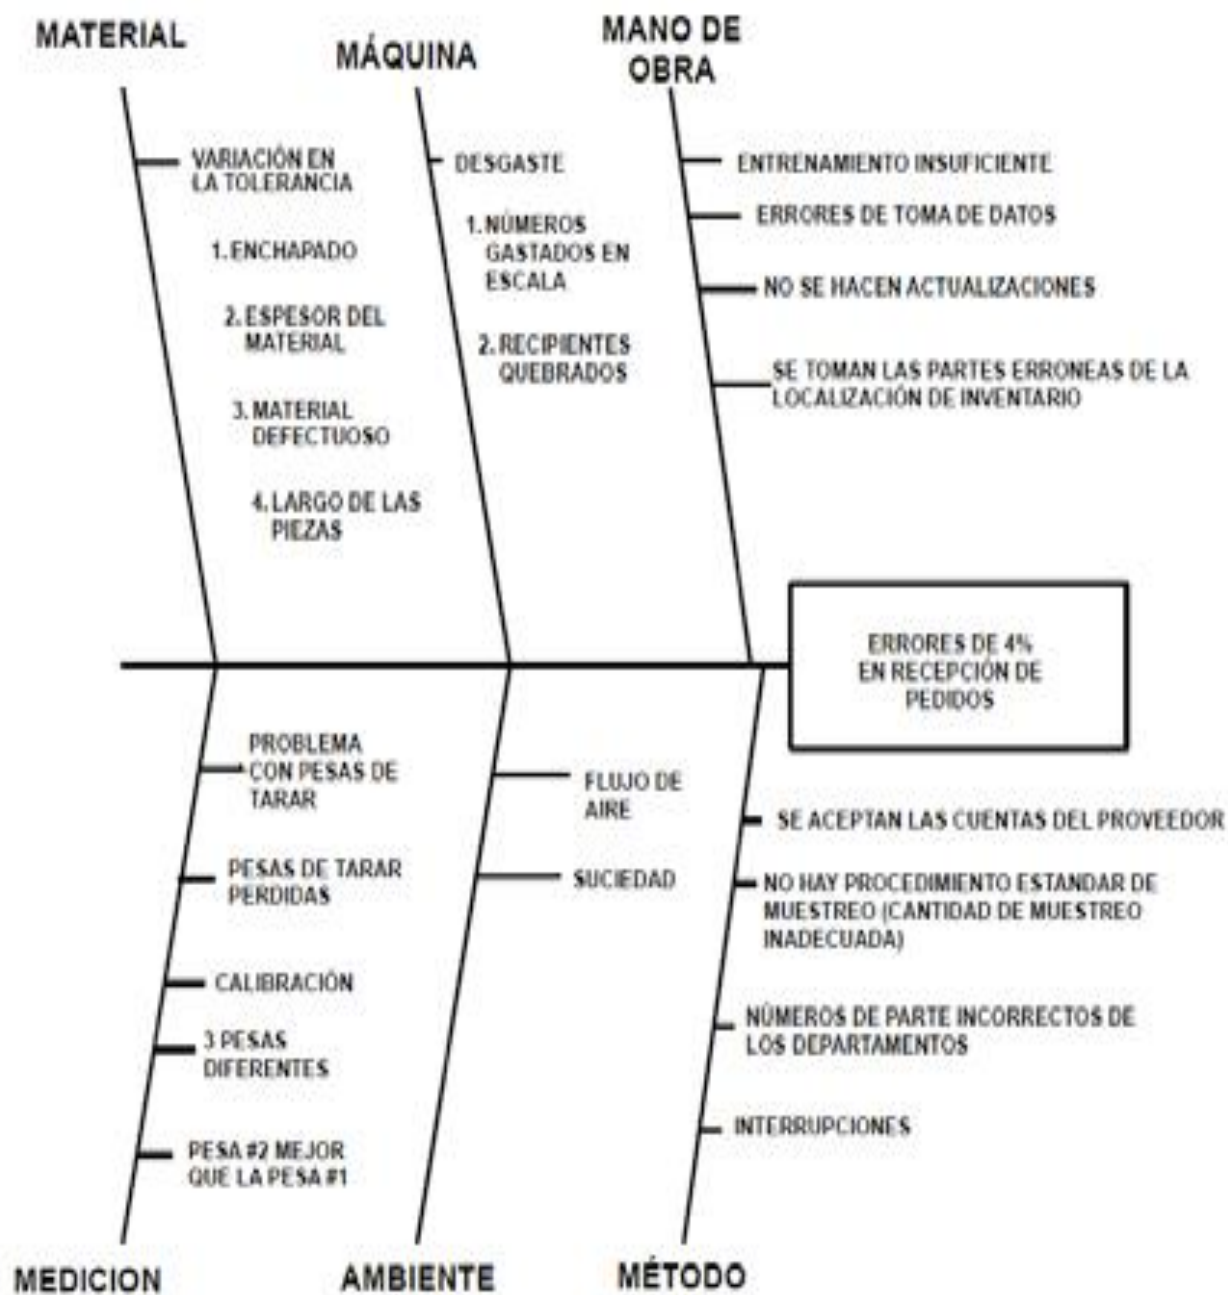 MATERIAL
MÁQUINA
MANO DE
OBRA
VARIACIÓN EN
LA TOLERANCIA
1. ENCHAPADO
2. ESPESOR DEL
MATERIAL
3. MATERIAL
DEFECTUOSO
4. LARGO DE LAS
PIEZAS
DESGASTE
1. NÚMEROS
GASTADOS EN
ESCALA
2. RECIPIENTES
QUEBRADOS
ENTRENAMIENTO INSUFICIENTE
ERRORES DE TOMA DE DATOS
NO SE HACEN ACTUALIZACIONES
SE TOMAN LAS PARTES ERRONEAS DE LA
LOCALIZACIÓN DE INVENTARIO
ERRORES DE 4%
EN RECEPCIÓN DE
PEDIDOS
PROBLEMA
CON PESAS DE
TARAR
PESAS DE TARAR
PERDIDAS
CALIBRACIÓN
3 PESAS
DIFERENTES
PESA #2 MEJOR
QUE LA PESA #1
FLUJO DE
AIRE
SUCIEDAD
SE ACEPTAN LAS CUENTAS DEL PROVEEDOR
NO HAY PROCEDIMIENTO ESTANDAR DE
MUESTREO (CANTIDAD DE MUESTREO
INADECUADA)
NÚMEROS DE PARTE INCORRECTOS DE
LOS DEPARTAMENTOS
INTERRUPCIONES
MEDICION
AMBIENTE
MÉTODO